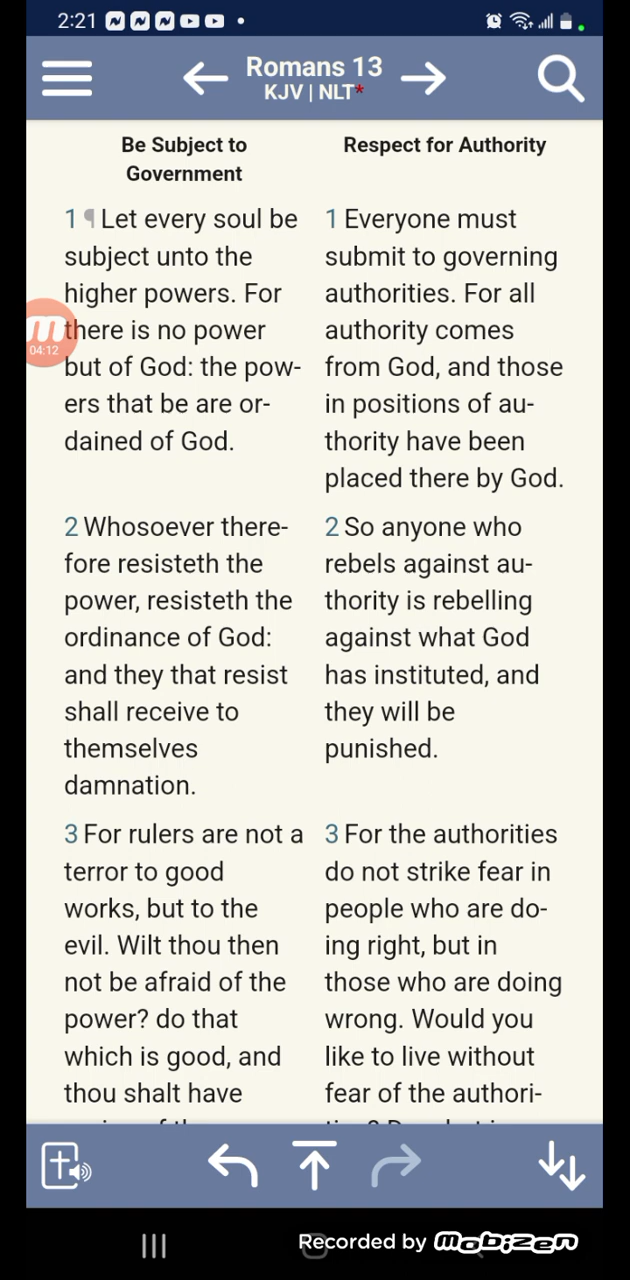 2:21
Romans 13
KJV | NLT*
Be Subject to
Government
1 ¶ Let every soul be
subject unto the
higher powers. For
there is no power
but of God: the pow-
ers that be are or-
dained of God.
2 Whosoever there-
fore resisteth the
power, resisteth the
ordinance of God:
and they that resist
shall receive to
themselves
damnation.
3 For rulers are not a
terror to good
works, but to the
evil. Wilt thou then
not be afraid of the
power? do that
which is good, and
thou shalt have
Respect for Authority
1 Everyone must
submit to governing
authorities. For all
authority comes
from God, and those
in positions of au-
thority have been
placed there by God.
2 So anyone who
rebels against au-
thority is rebelling
against what God
has instituted, and
they will be
punished.
3 For the authorities
do not strike fear in
people who are do-
ing right, but in
those who are doing
wrong. Would you
like to live without
fear of the authori-
m
04:12
Recorded by Mobizen